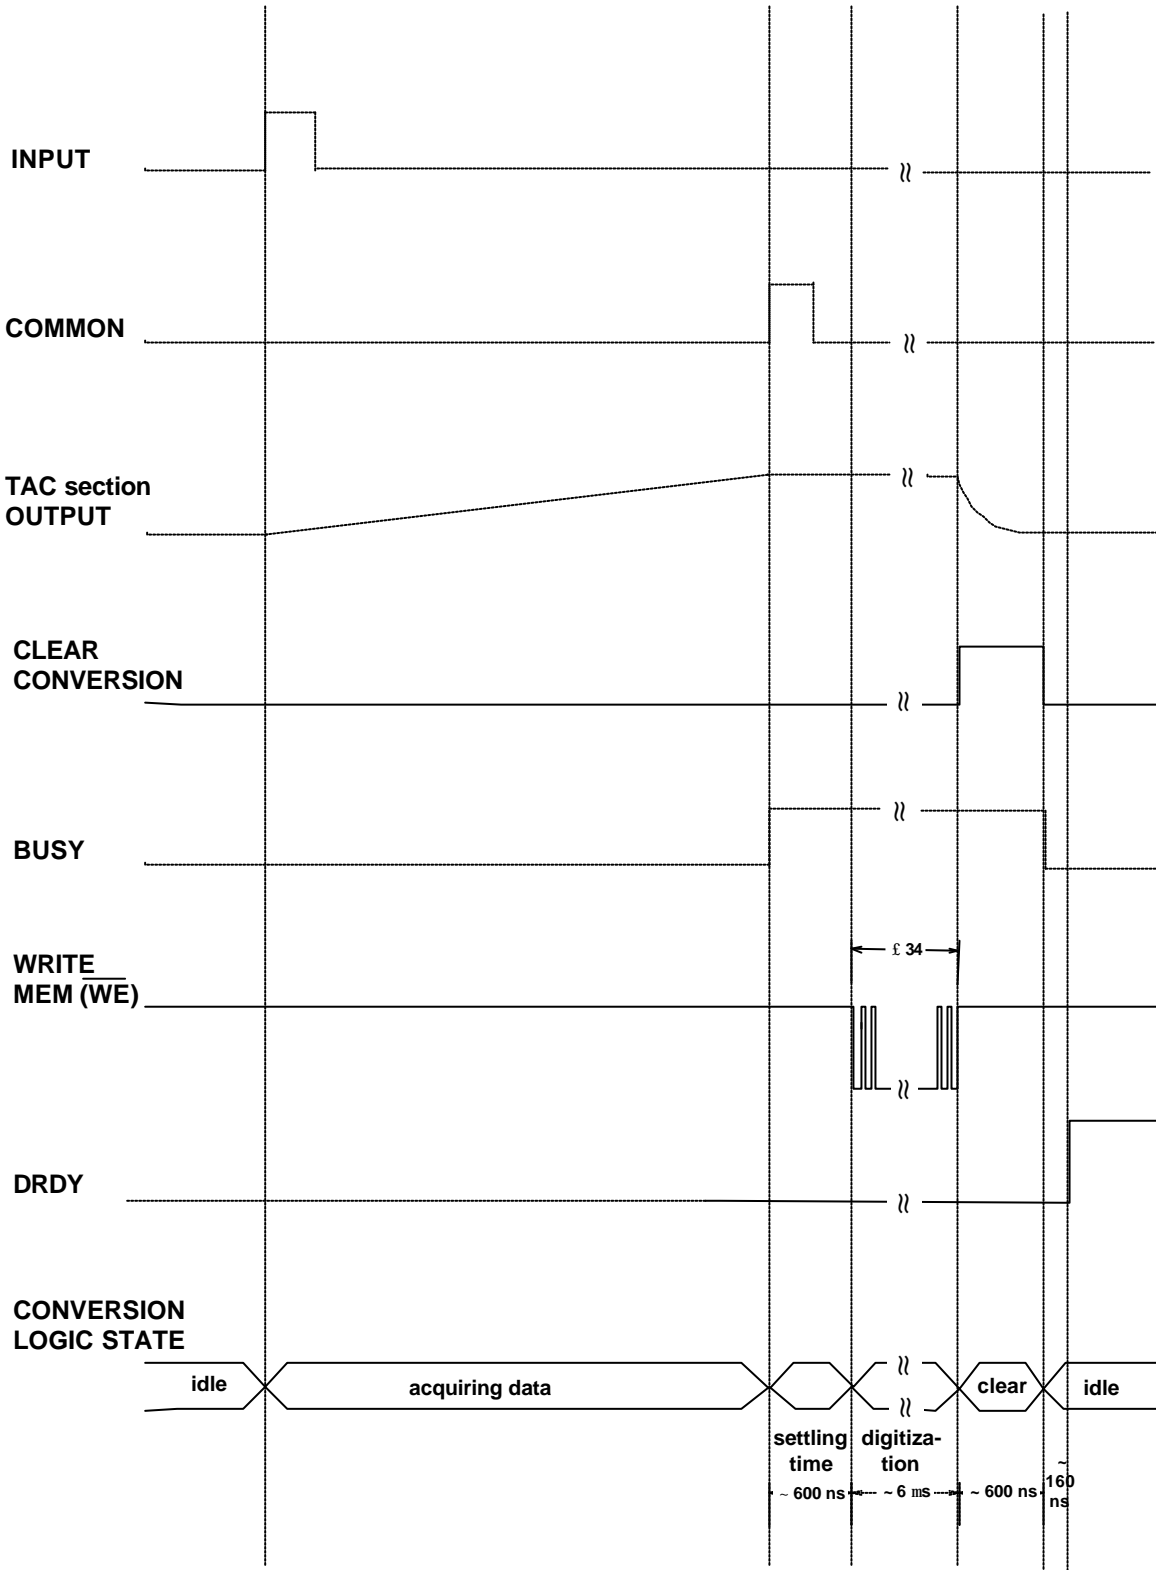 INPUT
COMMON
TAC section
OUTPUT
CLEAR
CONVERSION
BUSY
£ 34
WRITE
MEM (W̅E̅)
DRDY
CONVERSION
LOGIC STATE
idle
acquiring data
clear
idle
settling
time
digitiza-
tion
~ 600 ns
~ 6 ms
~ 600 ns
~
160
ns